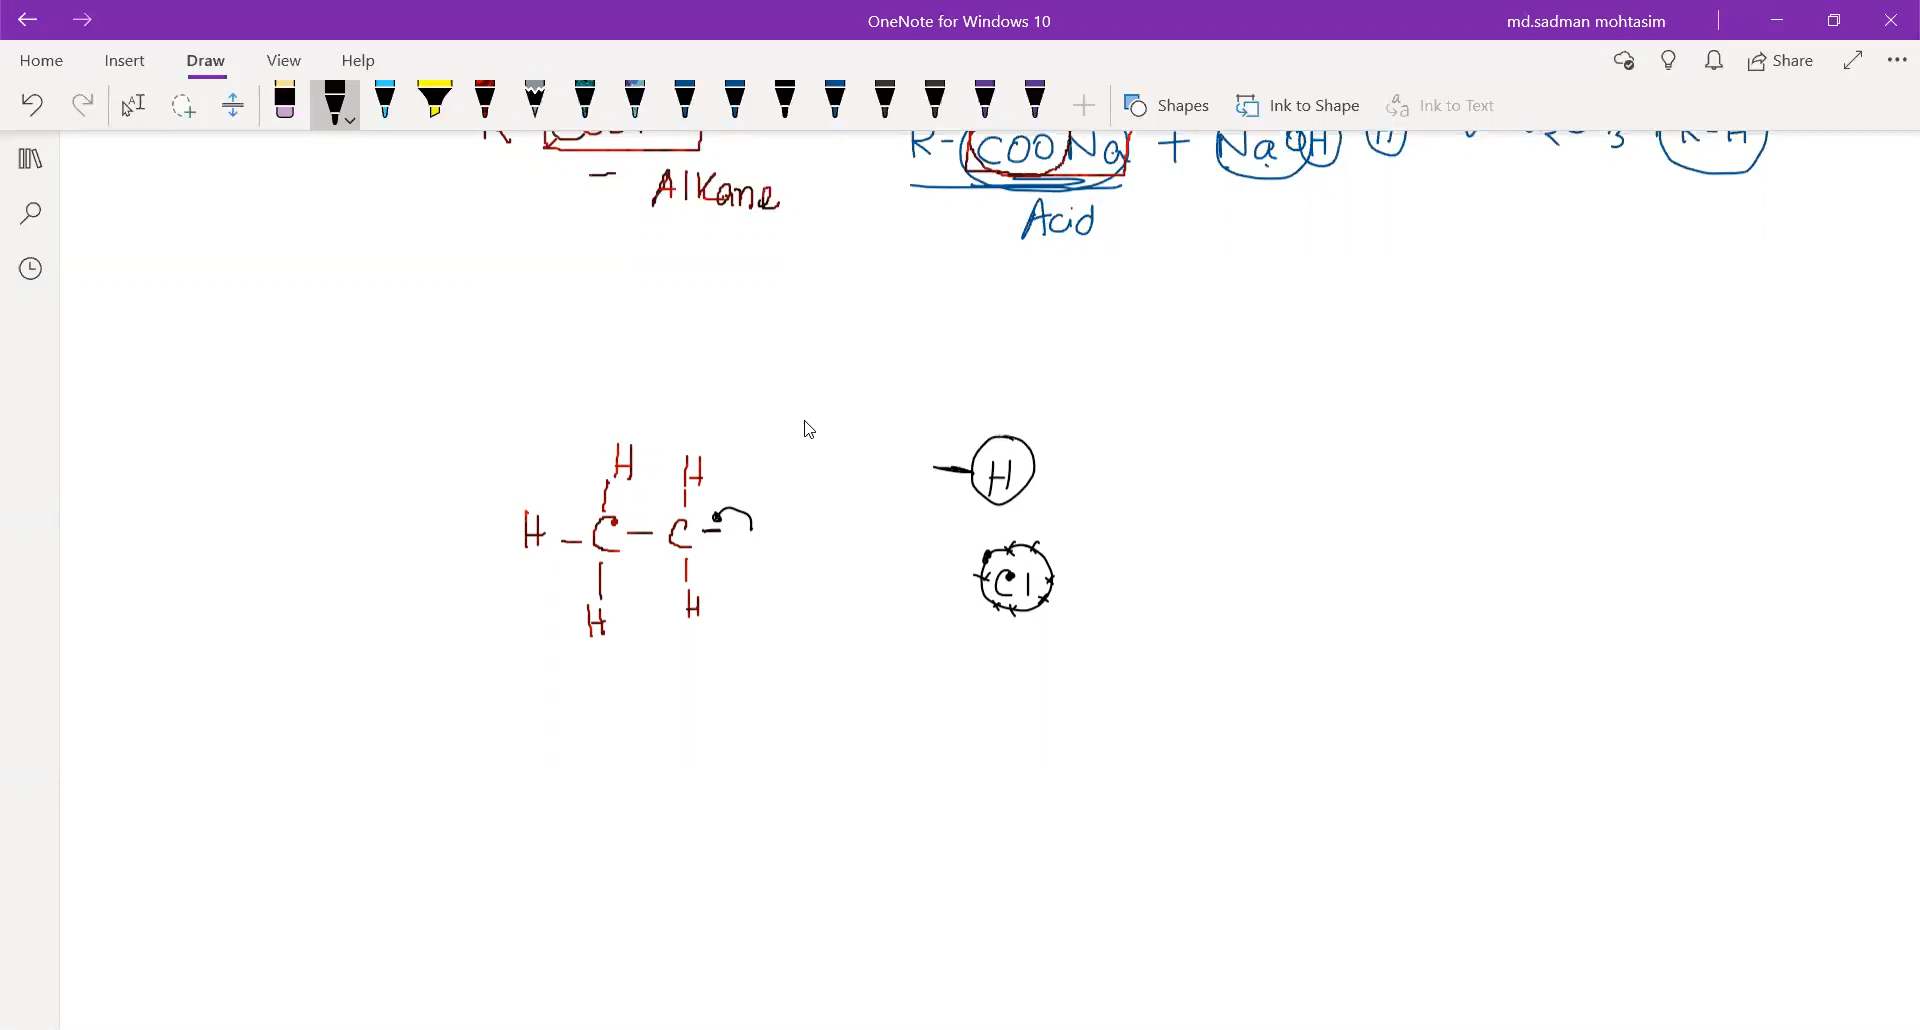 OneNote for Windows 10
md.sadman mohtasim
Home Insert Draw View Help
Share
Shapes Ink to Shape Ink to Text
R-COONa + NaOH
R-H
Alkane
Acid
H H
H
H - C - C -
H H
Cl